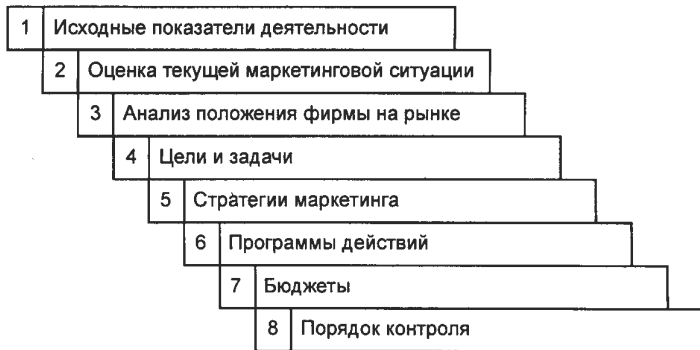 1 Исходные показатели деятельности
2 Оценка текущей маркетинговой ситуации
3 Анализ положения фирмы на рынке
4 Цели и задачи
5 Стратегии маркетинга
6 Программы действий
7 Бюджеты
8 Порядок контроля